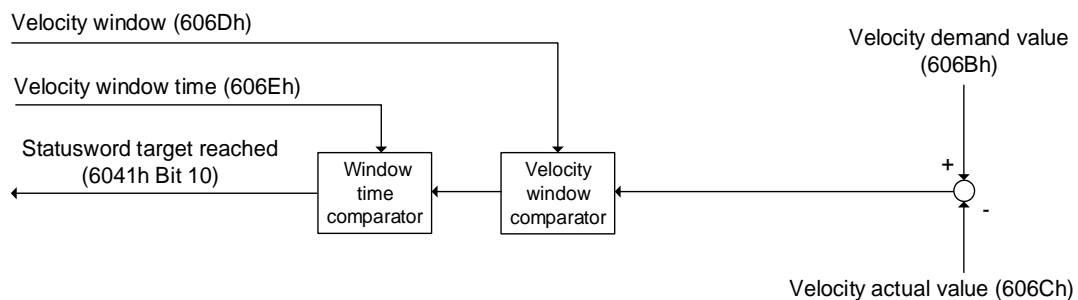 Velocity window (606Dh)
Velocity demand value
(606Bh)
Velocity window time (606Eh)
Statusword target reached
(6041h Bit 10)
Window
time
comparator
Velocity
window
comparator
+
-
Velocity actual value (606Ch)